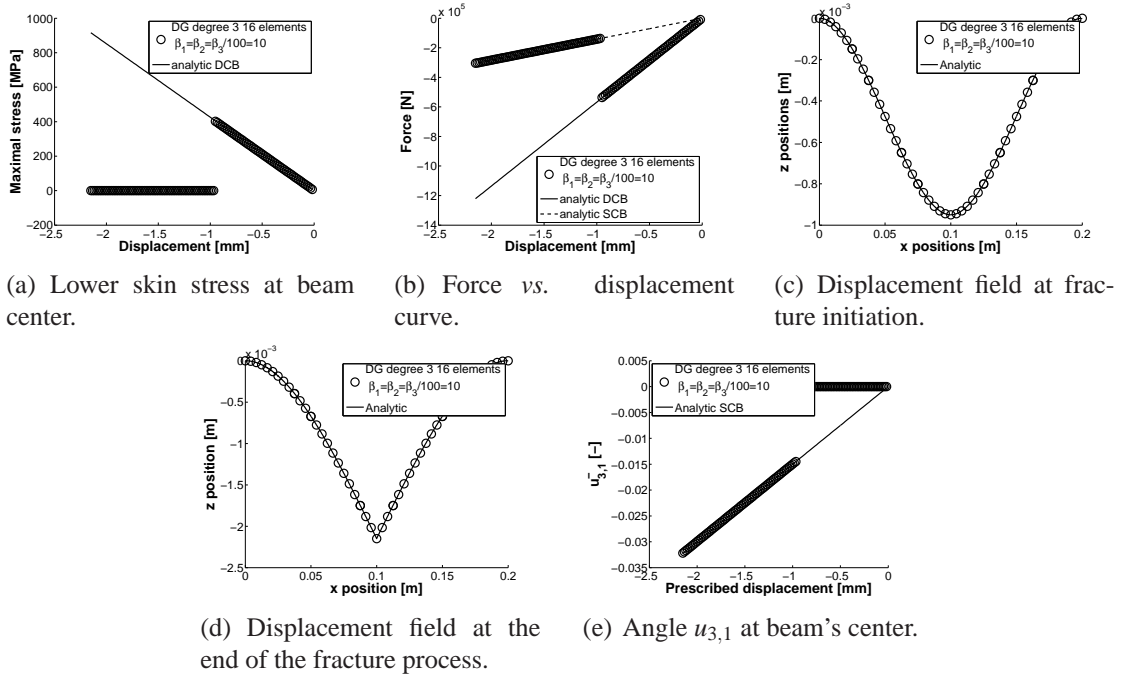 1000
800
600
400
200
0
−200
−2.5
−2
−1.5
−1
−0.5
0
Displacement [mm]
Maximal stress [MPa]
DG degree 3 16 elements
β1=β2=β3/100=10
analytic DCB
(a) Lower skin stress at beam
center.
x 10^5
0
−2
−4
−6
−8
−10
−12
−14
−2.5
−2
−1.5
−1
−0.5
0
Displacement [mm]
Force [N]
DG degree 3 16 elements
β1=β2=β3/100=10
analytic DCB
analytic SCB
(b) Force vs. displacement
curve.
x 10^−3
−0.2
−0.4
−0.6
−0.8
−1
0
0.05
0.1
0.15
0.2
x positions [m]
z positions [m]
DG degree 3 16 elements
β1=β2=β3/100=10
Analytic
(c) Displacement field at frac-
ture initiation.
x 10^−3
−0.5
−1
−1.5
−2
−2.5
0
0.05
0.1
0.15
0.2
x position [m]
z position [m]
DG degree 3 16 elements
β1=β2=β3/100=10
Analytic
(d) Displacement field at the
end of the fracture process.
0.005
0
−0.005
−0.01
−0.015
−0.02
−0.025
−0.03
−0.035
−2.5
−2
−1.5
−1
−0.5
0
Prescribed displacement [mm]
u−3,1 [−]
DG degree 3 16 elements
β1=β2=β3/100=10
Analytic SCB
(e) Angle u3,1 at beam's center.